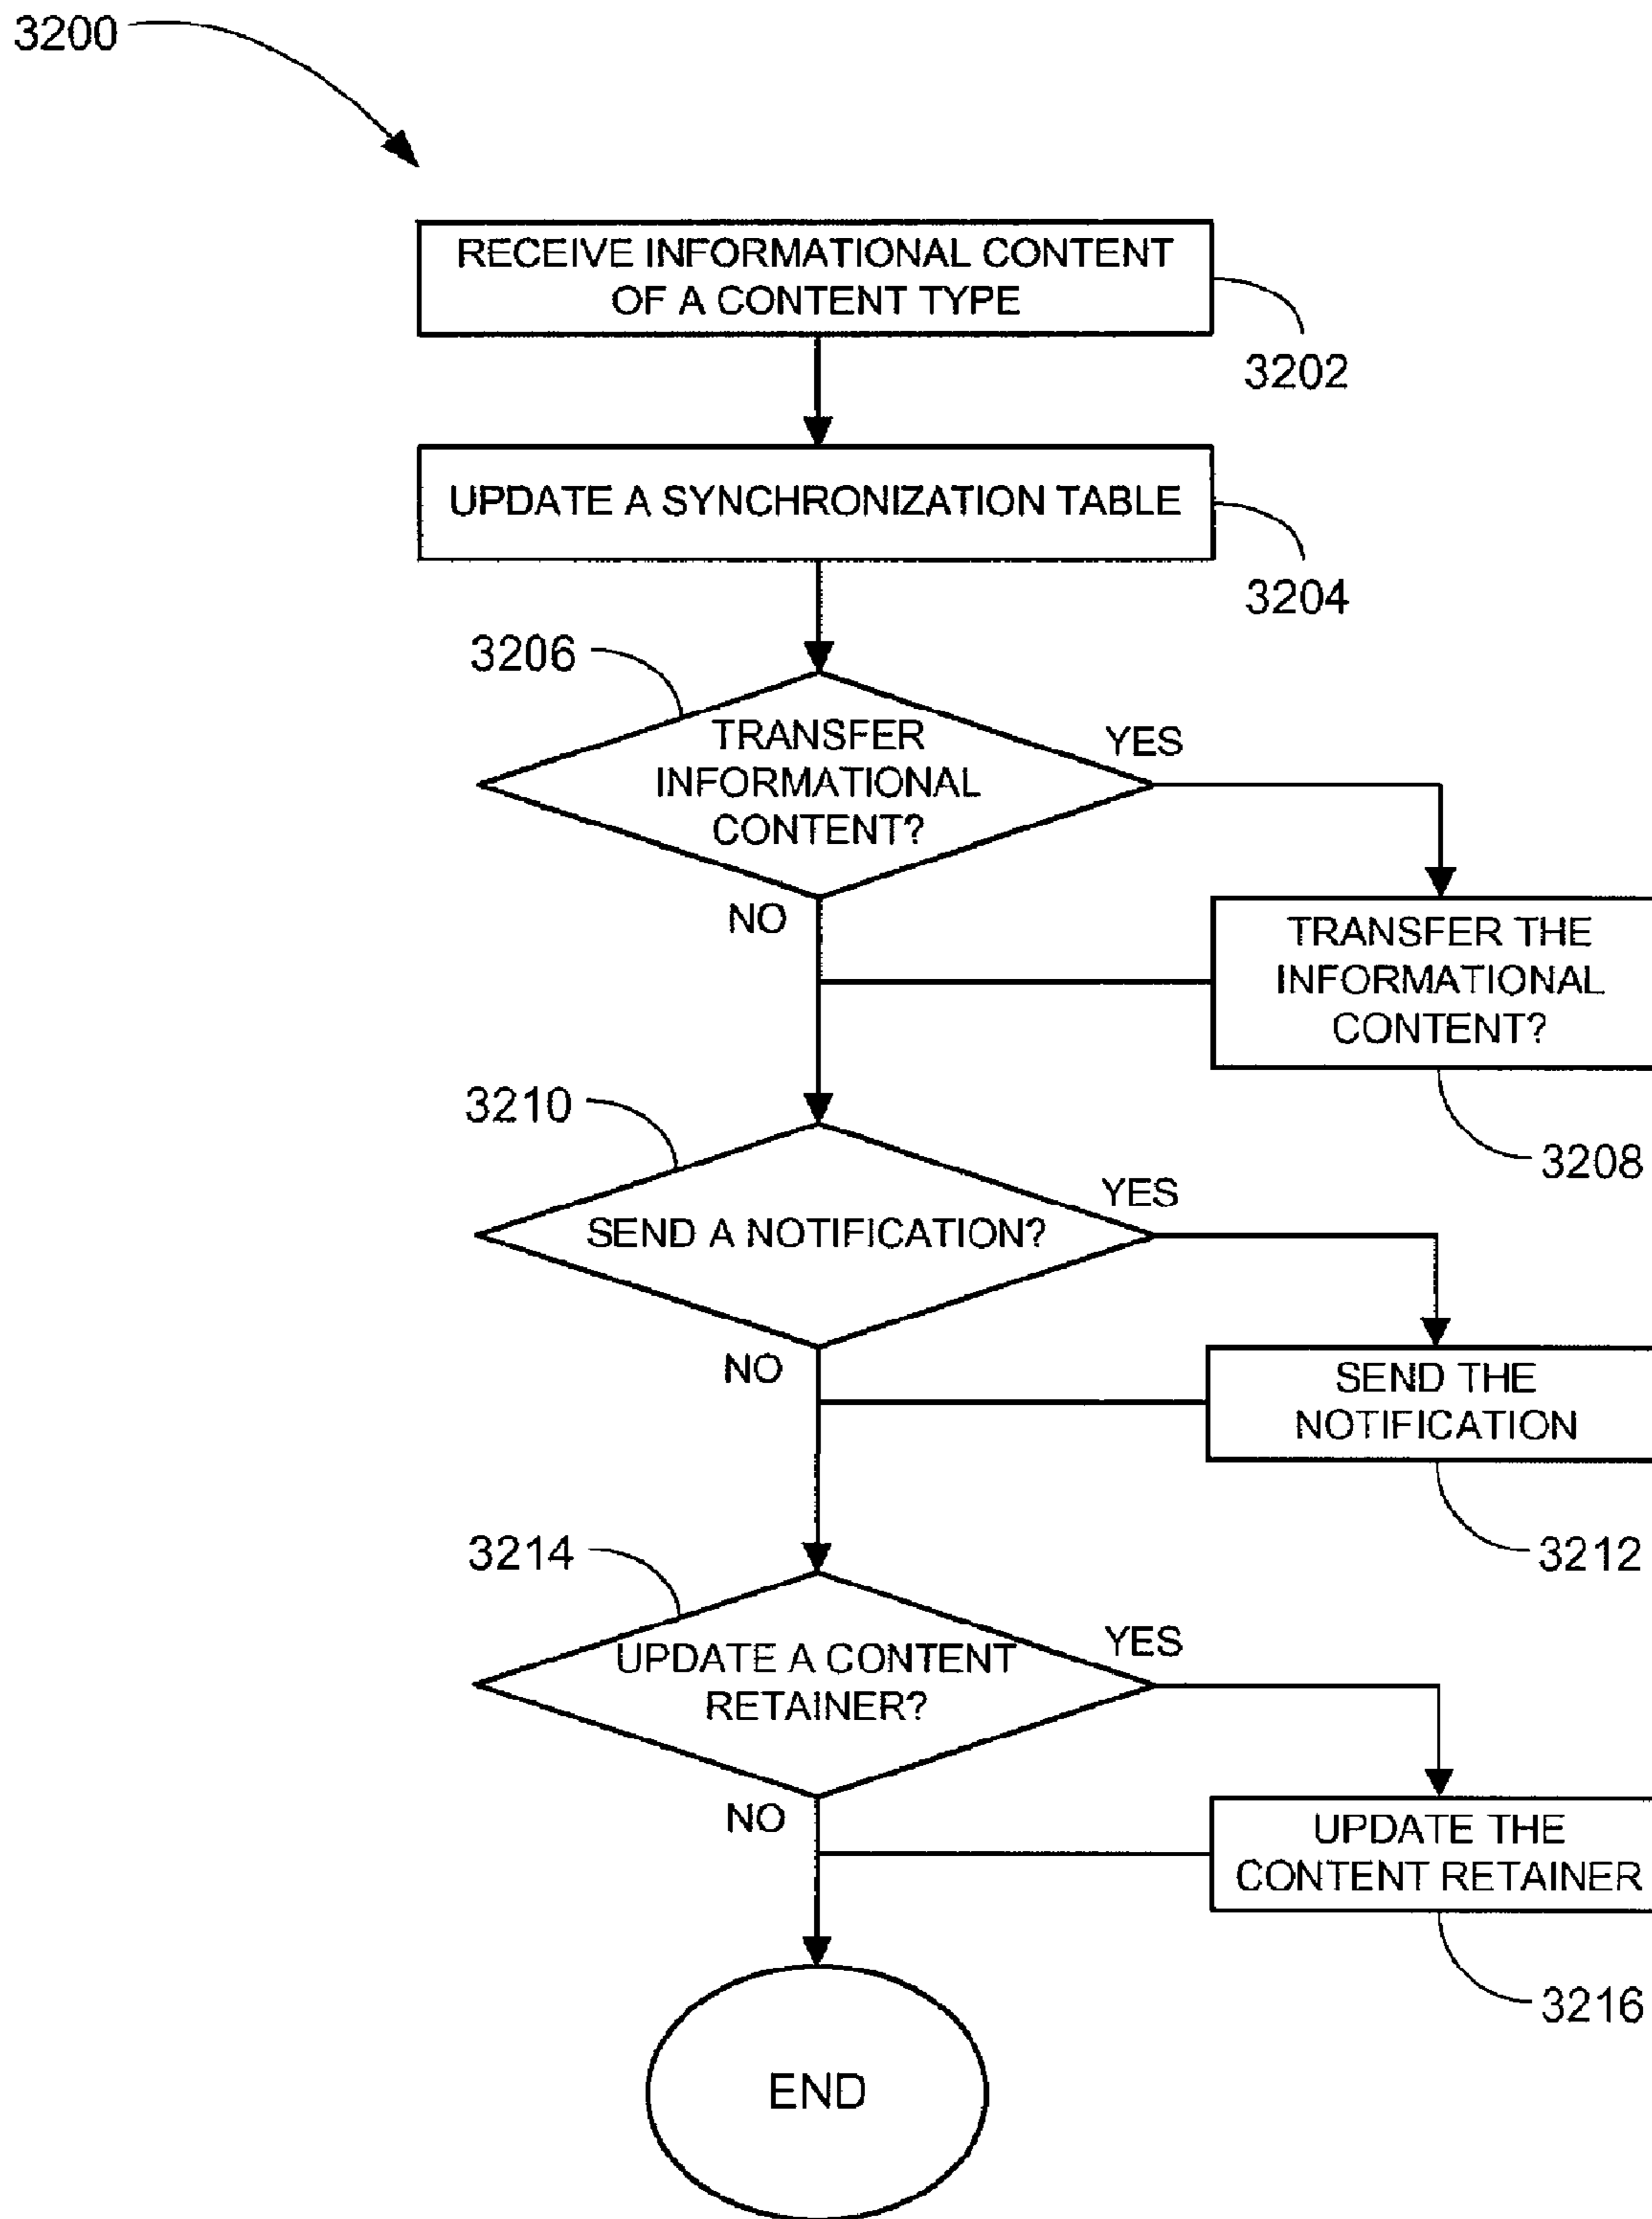 3200
RECEIVE INFORMATIONAL CONTENT
OF A CONTENT TYPE
3202
UPDATE A SYNCHRONIZATION TABLE
3204
3206
TRANSFER
INFORMATIONAL
CONTENT?
YES
NO
TRANSFER THE
INFORMATIONAL
CONTENT?
3208
3210
SEND A NOTIFICATION?
YES
NO
SEND THE
NOTIFICATION
3212
3214
UPDATE A CONTENT
RETAINER?
YES
NO
UPDATE THE
CONTENT RETAINER
3216
END